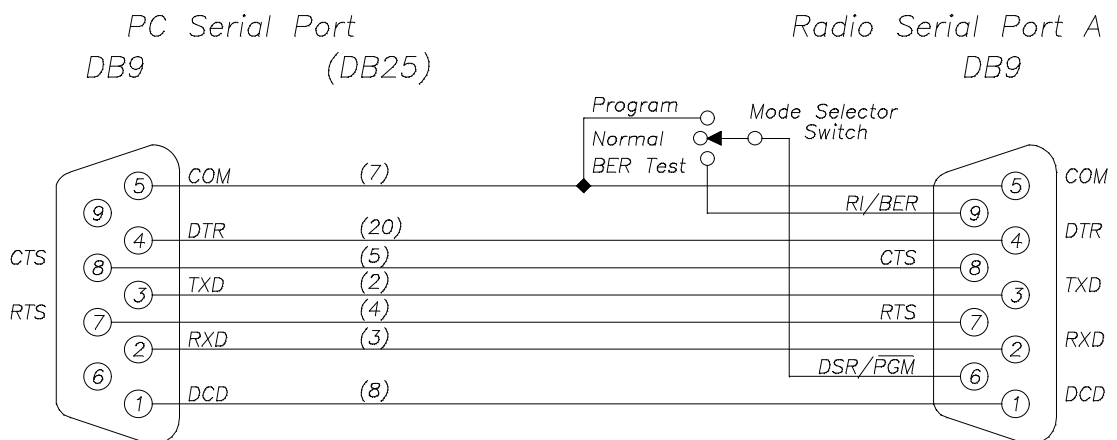 PC Serial Port
Radio Serial Port A
DB9
(DB25)
DB9
Program
Mode Selector
Switch
Normal
BER Test
5
COM
(7)
5
COM
9
RI/BER
9
4
DTR
(20)
4
DTR
CTS
8
(5)
CTS
8
3
TXD
(2)
3
TXD
RTS
7
(4)
RTS
7
2
RXD
(3)
2
RXD
6
DSR/PGM
6
1
DCD
(8)
1
DCD